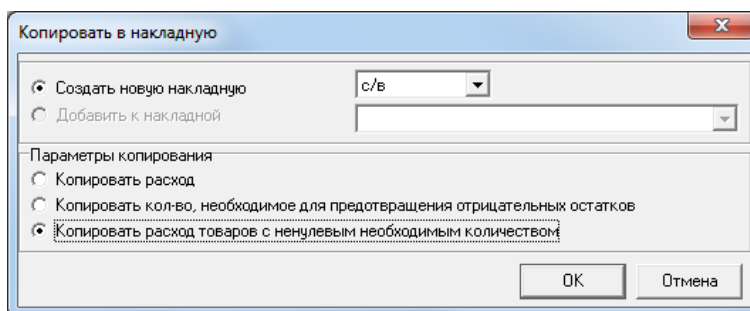 Копировать в накладную
Создать новую накладную с/в
Добавить к накладной
Параметры копирования
Копировать расход
Копировать кол-во, необходимое для предотвращения отрицательных остатков
Копировать расход товаров с ненулевым необходимым количеством
OK Отмена